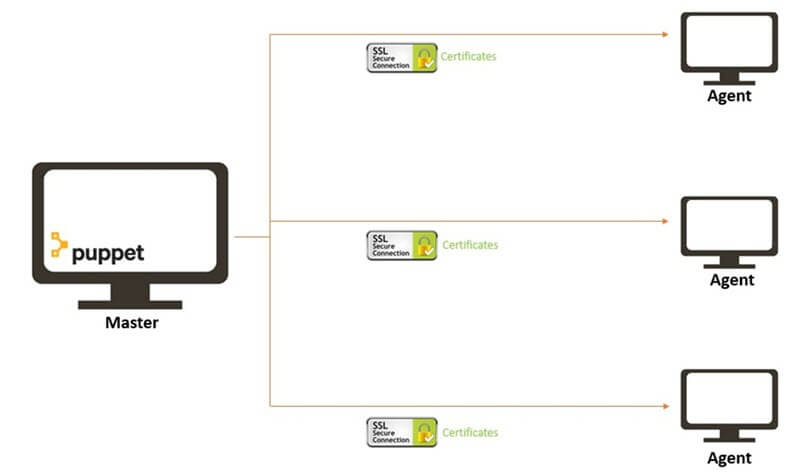 SSL
Secure
Connection
Certificates
Agent
puppet
Master
SSL
Secure
Connection
Certificates
Agent
SSL
Secure
Connection
Certificates
Agent